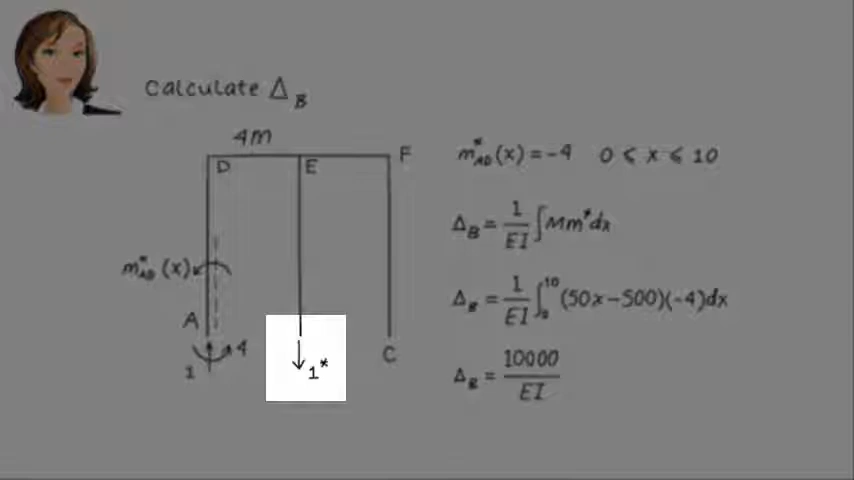 Calculate Δ_B
4m
D
E
F
m*_AD(x) = -4   0 ≤ x ≤ 10
Δ_B = 1/EI ∫Mm*dx
m*_AD(x)
Δ_B = 1/EI ∫_0^10 (50x-500)(-4)dx
A
1
4
1*
C
Δ_B = 10000/EI